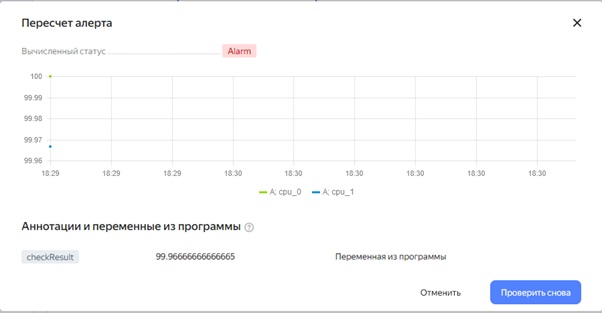 Пересчет алерта
Вычисленный статус Alarm
100
99.99
99.98
99.97
99.96
18:29 18:29 18:29 18:30 18:30 18:30 18:30 18:30 18:30
A; cpu_0 A; cpu_1
Аннотации и переменные из программы
checkResult 99.96666666666665 Переменная из программы
Отменить Проверить снова